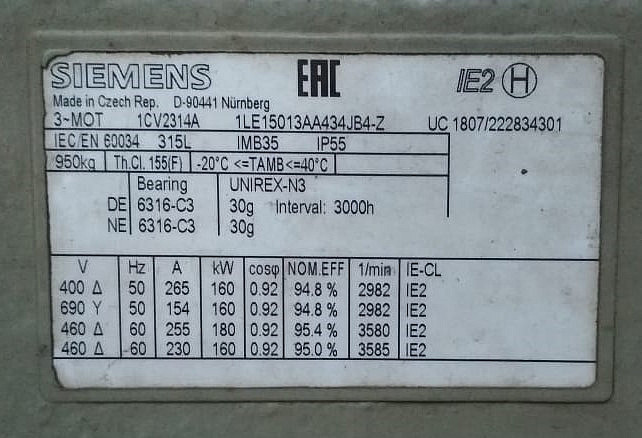 SIEMENS EAC IE2 H
Made in Czech Rep. D-90441 Nürnberg
3~MOT 1CV2314A 1LE15013AA434JB4-Z UC 1807/222834301
IEC/EN 60034 315L IMB35 IP55
950kg Th.Cl.155(F) -20°C <=TAMB<=40°C
Bearing UNIREX-N3
DE 6316-C3 30g Interval: 3000h
NE 6316-C3 30g
V Hz A kW cosφ NOM.EFF 1/min IE-CL
400 Δ 50 265 160 0.92 94.8 % 2982 IE2
690 Y 50 154 160 0.92 94.8 % 2982 IE2
460 Δ 60 255 180 0.92 95.4 % 3580 IE2
460 Δ 60 230 160 0.92 95.0 % 3585 IE2